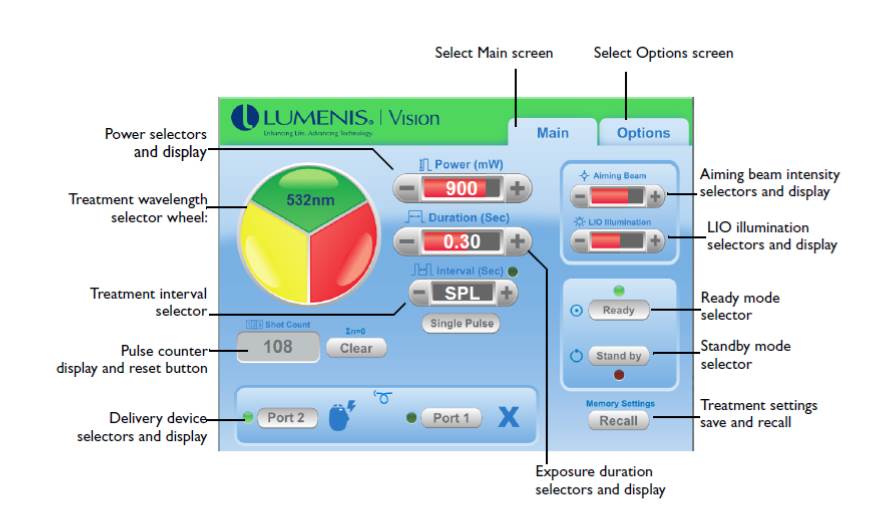 Select Main screen
Select Options screen
LUMENIS® | Vision
Enhancing Life. Advancing Technology.
Main
Options
Power selectors
and display
Power (mW)
900
Aiming Beam
Aiming beam intensity
selectors and display
Treatment wavelength
selector wheel:
532nm
Duration (Sec)
0.30
LIO Illumination
LIO illumination
selectors and display
Interval (Sec)
SPL
Treatment interval
selector
Single Pulse
Ready
Ready mode
selector
Shot Count
108
Σn=0
Clear
Pulse counter
display and reset button
Stand by
Standby mode
selector
Delivery device
selectors and display
Port 2
Port 1
X
Memory Settings
Recall
Treatment settings
save and recall
Exposure duration
selectors and display